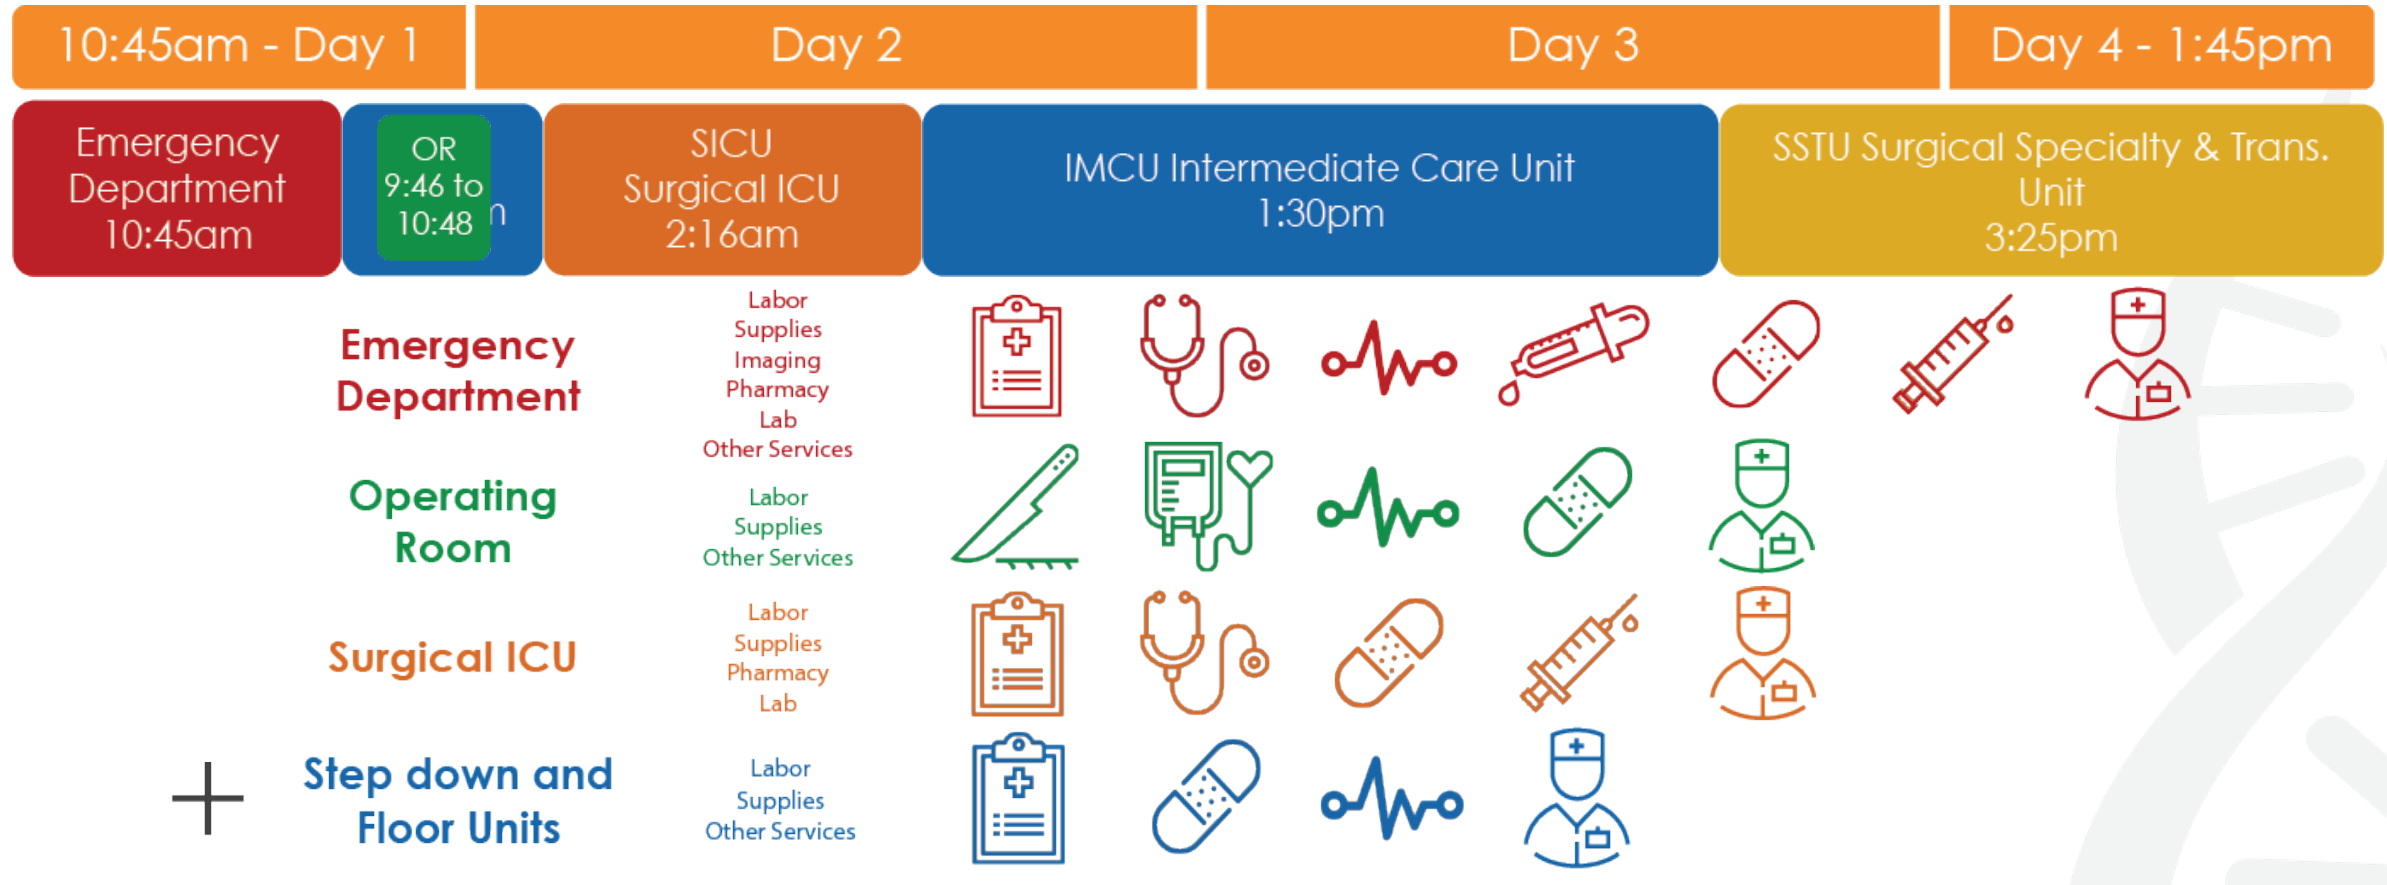 10:45am - Day 1
Day 2
Day 3
Day 4 - 1:45pm
Emergency
Department
10:45am
OR
9:46 to
10:48
SICU
Surgical ICU
2:16am
IMCU Intermediate Care Unit
1:30pm
SSTU Surgical Specialty & Trans.
Unit
3:25pm
Emergency
Department
Labor
Supplies
Imaging
Pharmacy
Lab
Other Services
Operating
Room
Labor
Supplies
Other Services
Surgical ICU
Labor
Supplies
Pharmacy
Lab
Step down and
Floor Units
Labor
Supplies
Other Services